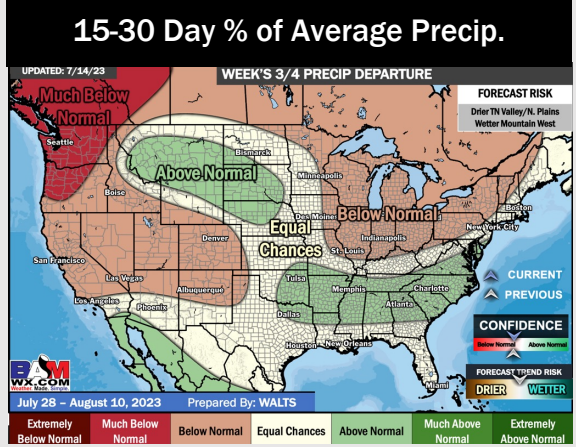 15-30 Day % of Average Precip.
UPDATED: 7/14/23
WEEK'S 3/4 PRECIP DEPARTURE
FORECAST RISK
Drier TN Valley/N. Plains
Wetter Mountain West
Much Below
Normal
Seattle
Bismarck
Above Normal
Minneapolis
Boise
Boston
Des Moines
Below Normal
New York City
Equal
Chances
Indianapolis
Denver
St. Louis
San Francisco
CURRENT
Las Vegas
Tulsa
Charlotte
Albuquerque
Memphis
PREVIOUS
Los Angeles
Atlanta
Phoenix
Dallas
CONFIDENCE
Below Normal
Above Normal
Houston
New Orleans
FORECAST TREND RISK
DRIER
WETTER
Miami
BAM
WX.COM
Weather. Made. Simple.
July 28 – August 10, 2023
Prepared By: WALTS
Extremely
Below Normal
Much Below
Normal
Below Normal
Equal Chances
Above Normal
Much Above
Normal
Extremely
Above Normal